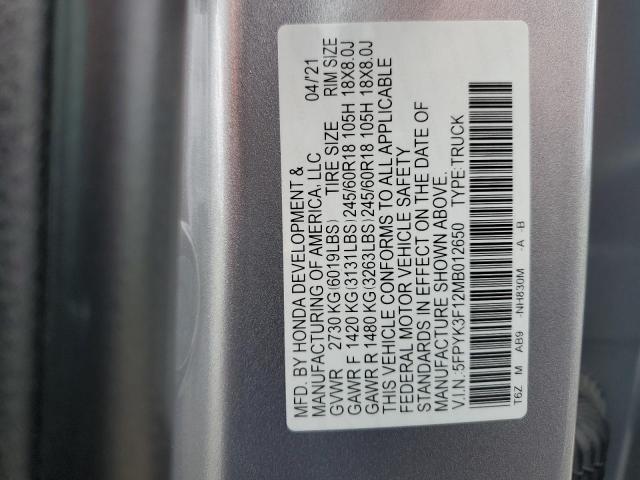 MFD. BY HONDA DEVELOPMENT & 04/'21
MANUFACTURING OF AMERICA, LLC
GVWR 2730 KG(6019LBS) TIRE SIZE RIM SIZE
GAWR F 1420 KG(3131LBS)245/60R18 105H 18X8.0J
GAWR R 1480 KG(3263LBS)245/60R18 105H 18X8.0J
THIS VEHICLE CONFORMS TO ALL APPLICABLE
FEDERAL MOTOR VEHICLE SAFETY
STANDARDS IN EFFECT ON THE DATE OF
MANUFACTURE SHOWN ABOVE.
V.I.N.:5FPYK3F12MB012650 TYPE:TRUCK
T6Z M AB9 -NH830M -A -B